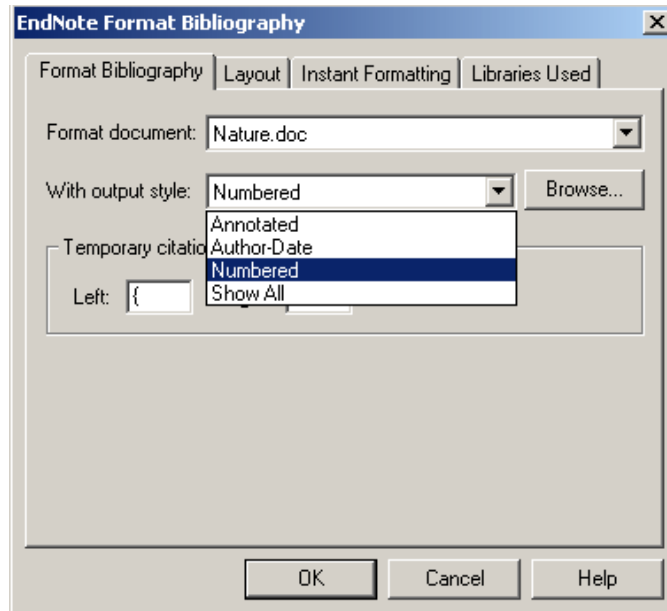 EndNote Format Bibliography
Format Bibliography Layout Instant Formatting Libraries Used
Format document: Nature.doc
With output style: Numbered Browse...
Annotated
Temporary citatio Author-Date
Numbered
Left: { Show All
OK Cancel Help